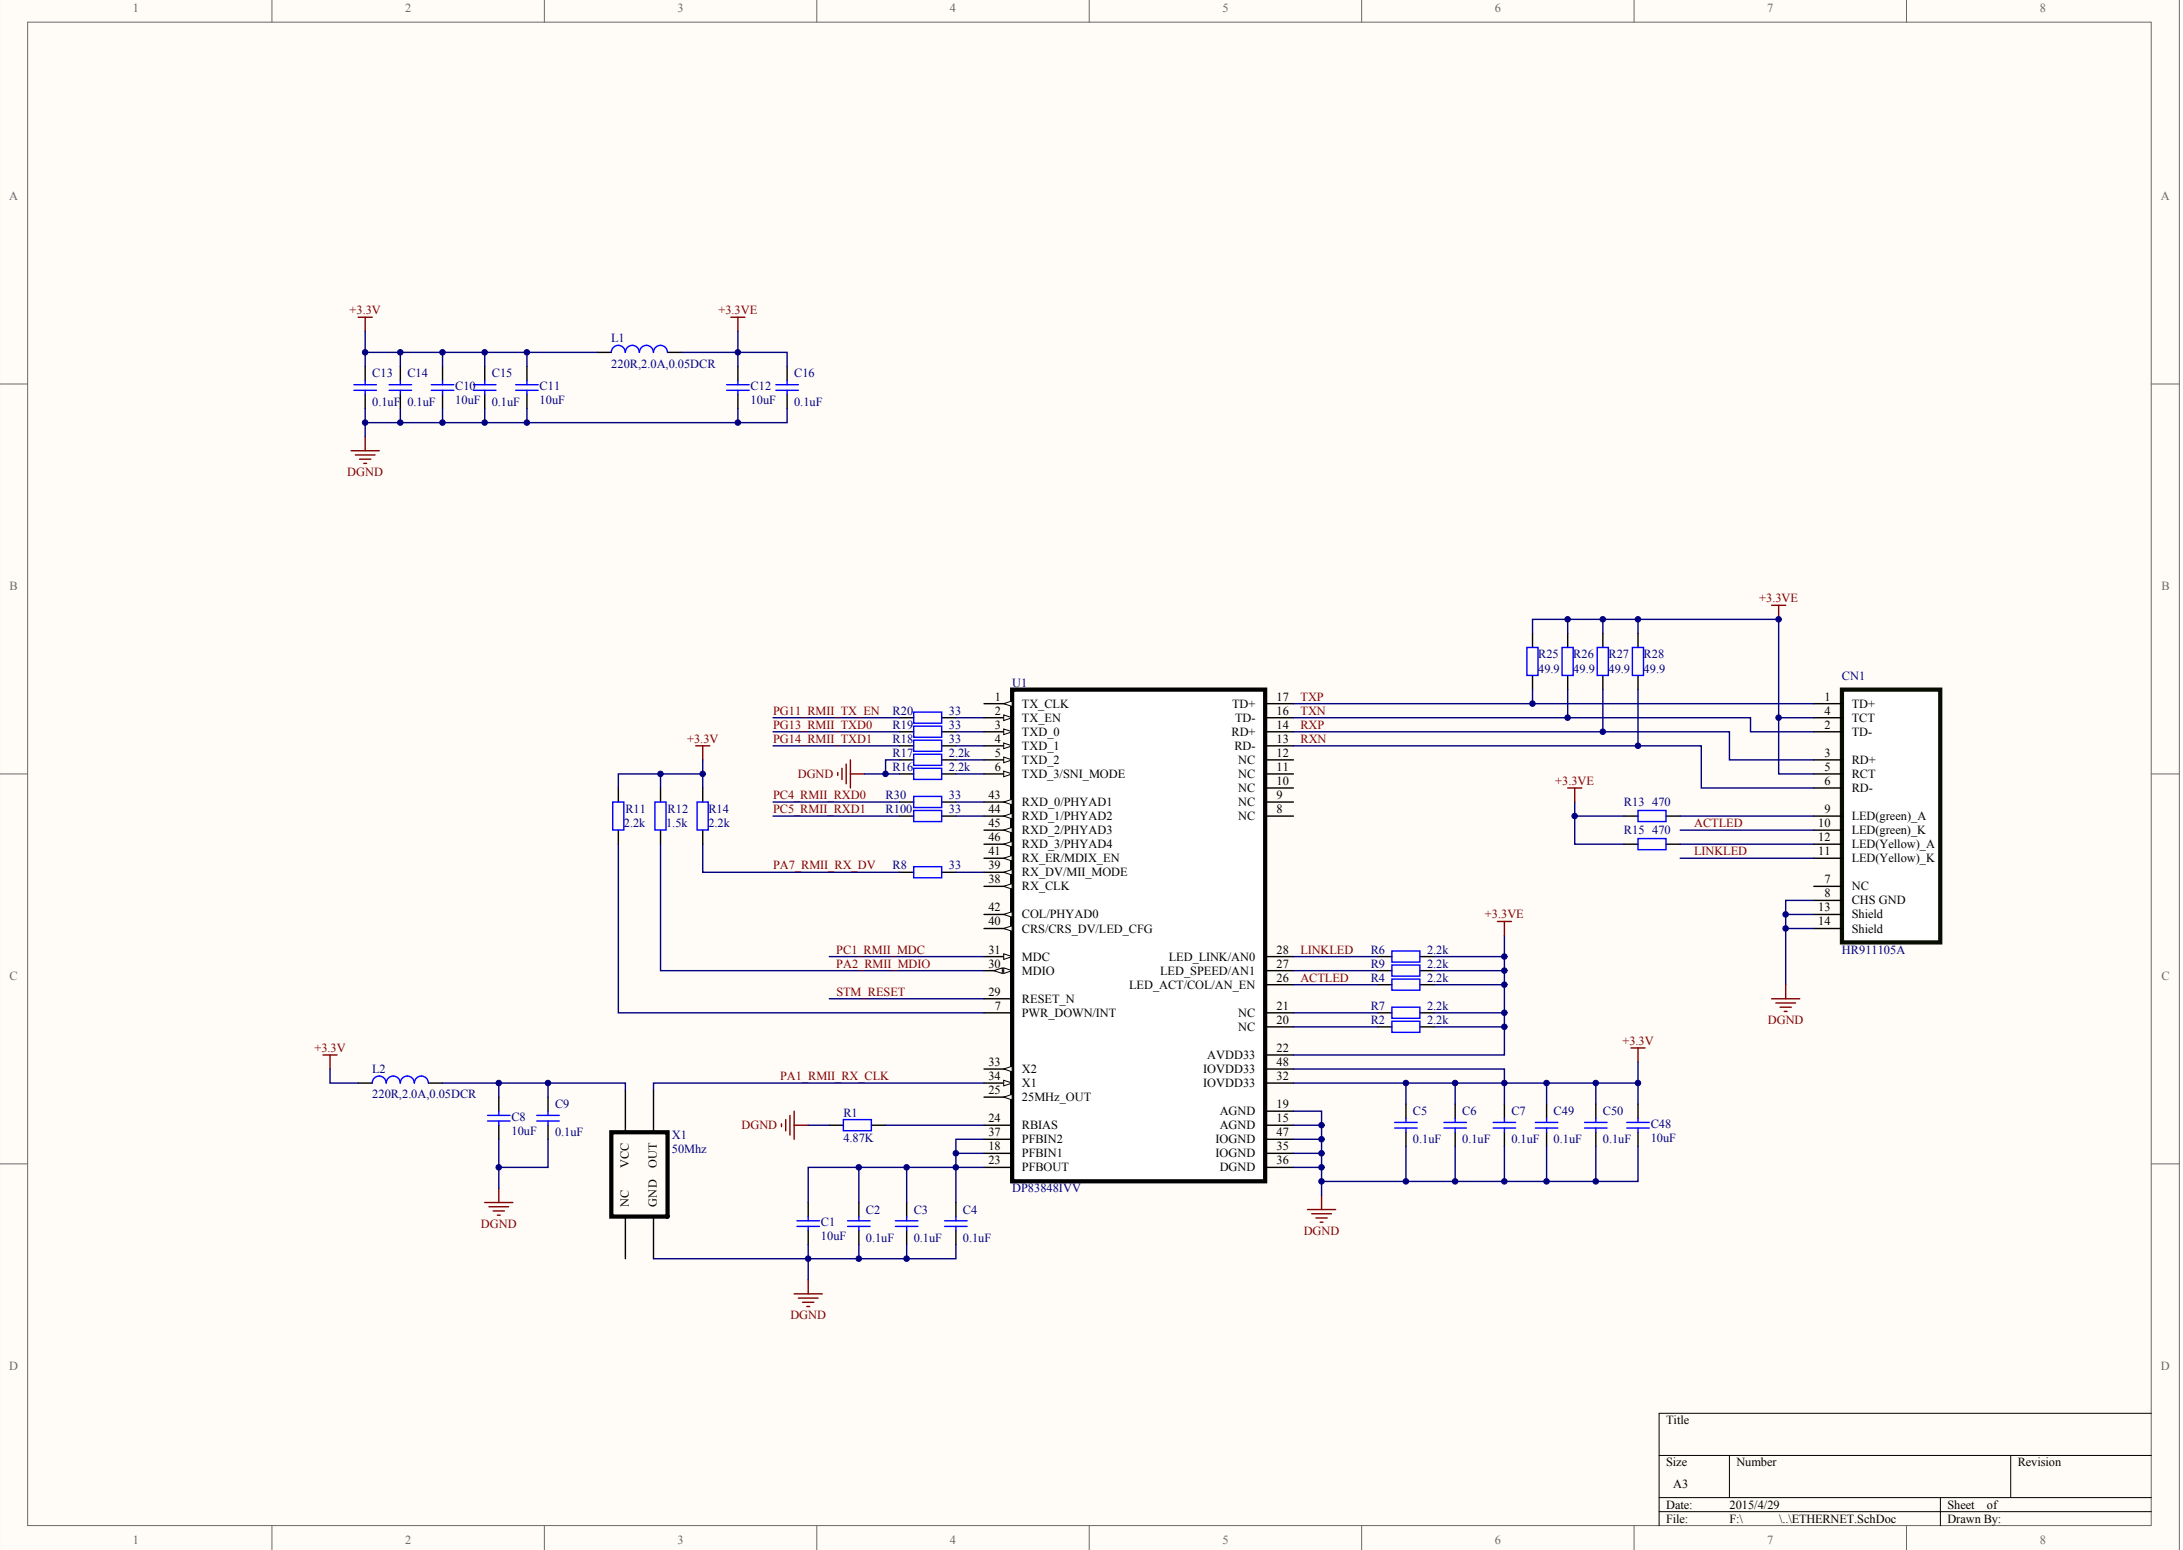 1 2 3 4 5 6 7 8
A A
+3.3V +3.3VE
L1
220R,2.0A,0.05DCR
C13 C14 C10 C15 C11 C12 C16
0.1uF 0.1uF 10uF 0.1uF 10uF 10uF 0.1uF
DGND
B B
+3.3VE
R25 R26 R27 R28
49.9 49.9 49.9 49.9
U1
CN1
1 TX_CLK
PG11_RMII_TX_EN R20 33 2 TX_EN
PG13_RMII_TXD0 R19 33 3 TXD_0
PG14_RMII_TXD1 R18 33 4 TXD_1
R17 2.2k 5 TXD_2
DGND R16 2.2k 6 TXD_3/SNI_MODE
PC4_RMII_RXD0 R30 33 43 RXD_0/PHYAD1
PC5_RMII_RXD1 R100 33 44 RXD_1/PHYAD2
45 RXD_2/PHYAD3
46 RXD_3/PHYAD4
41 RX_ER/MDIX_EN
PA7_RMII_RX_DV R8 33 39 RX_DV/MII_MODE
38 RX_CLK
42 COL/PHYAD0
40 CRS/CRS_DV/LED_CFG
PC1_RMII_MDC 31 MDC
PA2_RMII_MDIO 30 MDIO
STM_RESET 29 RESET_N
7 PWR_DOWN/INT
33 X2
PA1_RMII_RX_CLK 34 X1
25 25MHz_OUT
DGND R1 4.87K 24 RBIAS
37 PFBIN2
18 PFBIN1
23 PFBOUT
DP83848IVV
+3.3V
R11 R12 R14
2.2k 1.5k 2.2k
TD+ 17 TXP
TD- 16 TXN
RD+ 14 RXP
RD- 13 RXN
NC 12
NC 11
NC 10
NC 9
NC 8
+3.3VE
LED_LINK/AN0 28 LINKLED R6 2.2k
LED_SPEED/AN1 27 R9 2.2k
LED_ACT/COL/AN_EN 26 ACTLED R4 2.2k
NC 21 R7 2.2k
NC 20 R2 2.2k
AVDD33 22
IOVDD33 48
IOVDD33 32
AGND 19
AGND 15
IOGND 47
IOGND 35
DGND 36
+3.3V
C5 C6 C7 C49 C50 C48
0.1uF 0.1uF 0.1uF 0.1uF 0.1uF 10uF
DGND
1 TD+
4 TCT
2 TD-
3 RD+
5 RCT
6 RD-
+3.3VE
R13 470 9 LED(green)_A
ACTLED 10 LED(green)_K
R15 470 12 LED(Yellow)_A
LINKLED 11 LED(Yellow)_K
7 NC
8 CHS GND
13 Shield
14 Shield
HR911105A
DGND
C C
+3.3V
L2
220R,2.0A,0.05DCR
C8 C9
10uF 0.1uF
DGND
X1
50Mhz
VCC OUT
NC GND
C1 C2 C3 C4
10uF 0.1uF 0.1uF 0.1uF
DGND
D D
Title
Size Number Revision
A3
Date: 2015/4/29 Sheet of
File: F:\ \..\ETHERNET.SchDoc Drawn By:
1 2 3 4 5 6 7 8